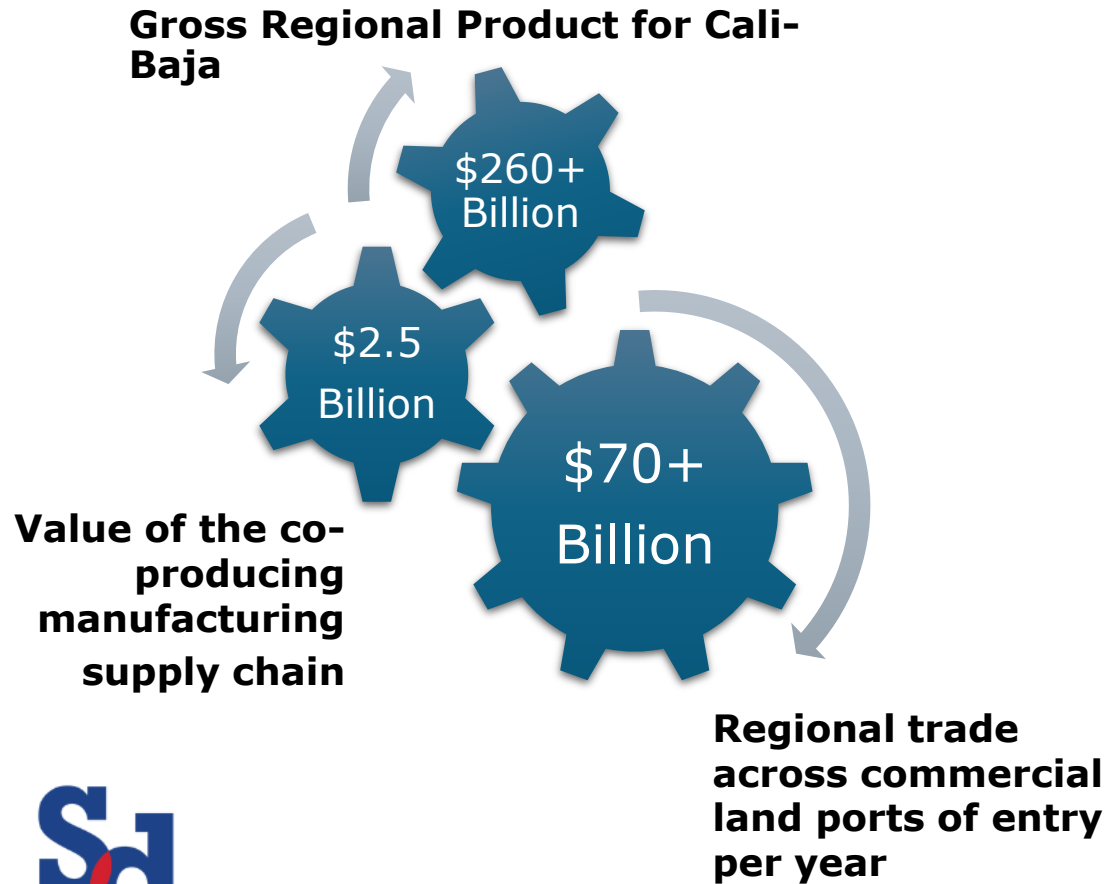 Gross Regional Product for Cali-
Baja
$260+
Billion
$2.5
Billion
$70+
Billion
Value of the co-
producing
manufacturing
supply chain
Regional trade
across commercial
land ports of entry
per year
Sd